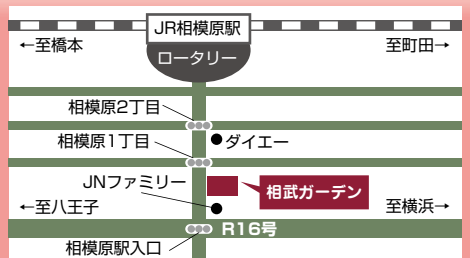 JR相模原駅
←至橋本
至町田→
ロータリー
相模原2丁目
相模原1丁目
ダイエー
JNファミリー
相武ガーデン
←至八王子
至横浜→
R16号
相模原駅入口